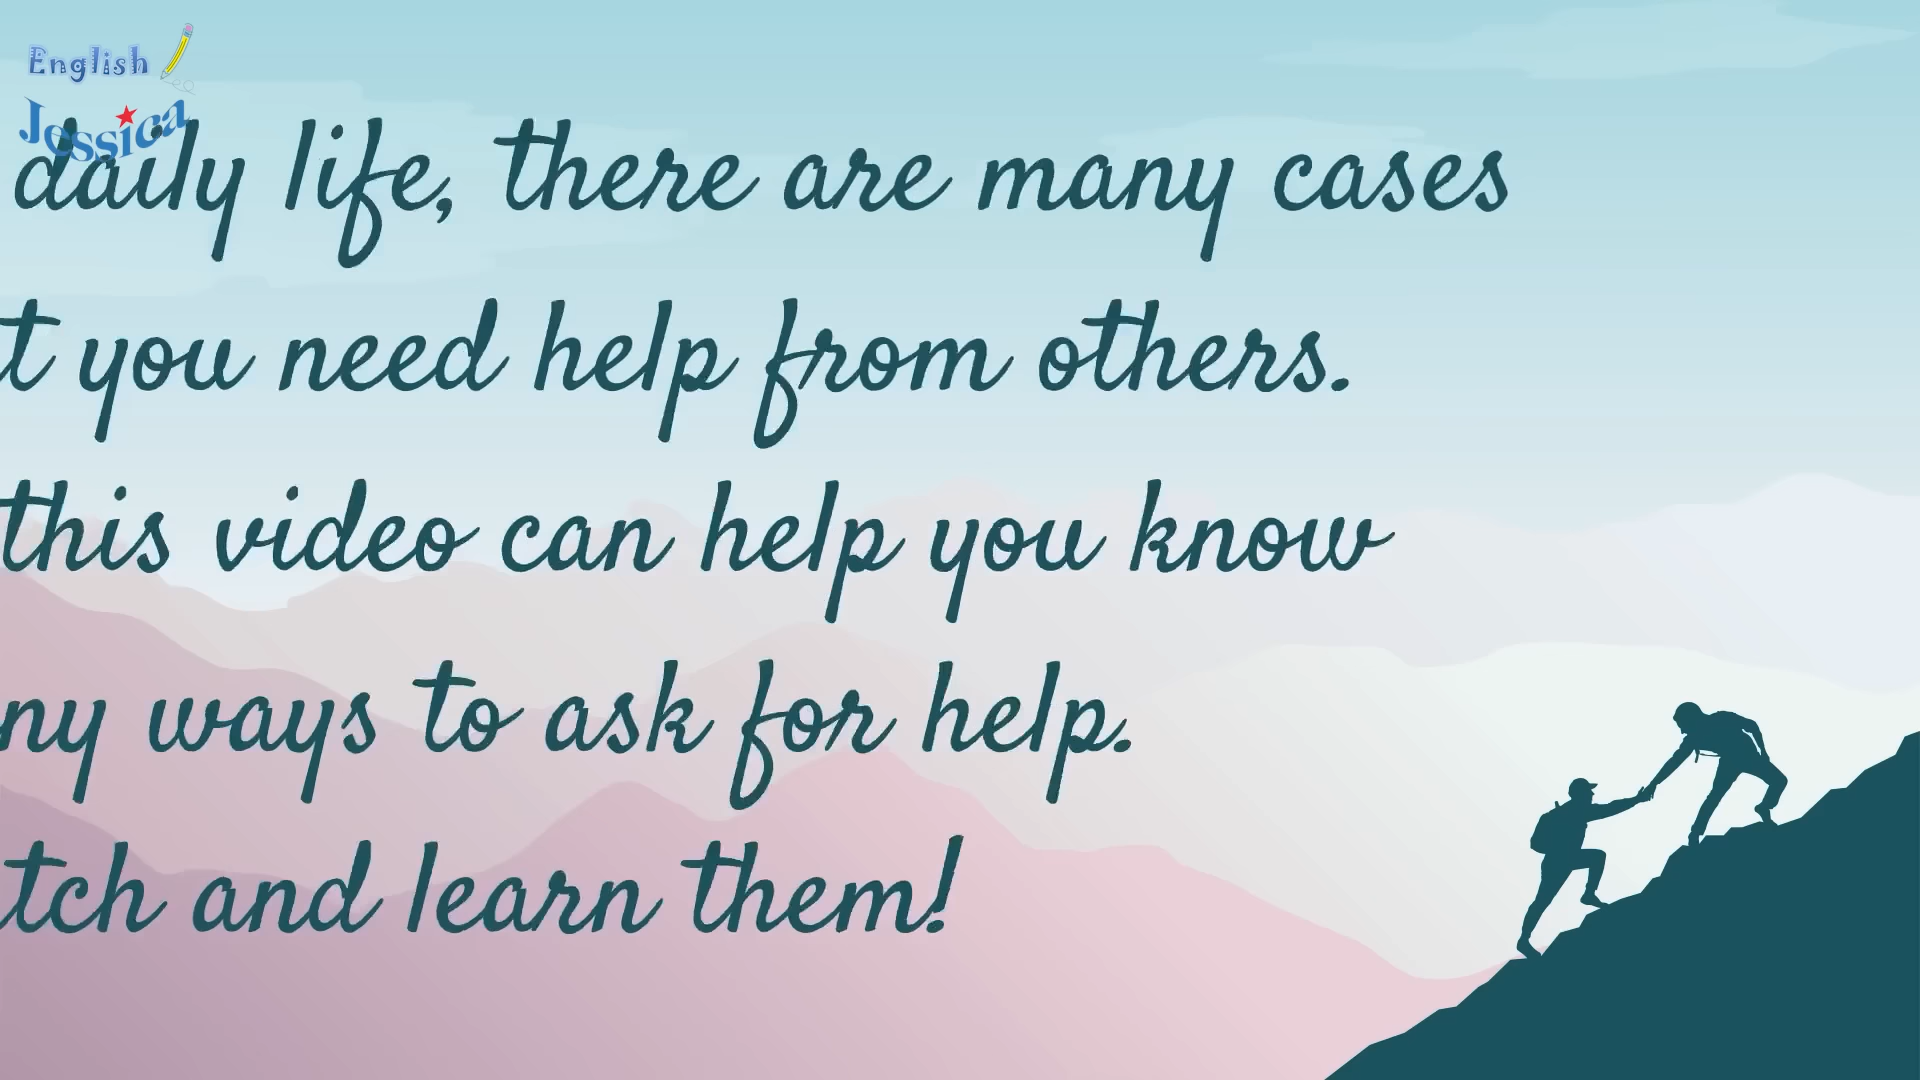 English
Jessica
daily life, there are many cases
t you need help from others.
this video can help you know
ny ways to ask for help.
tch and learn them!